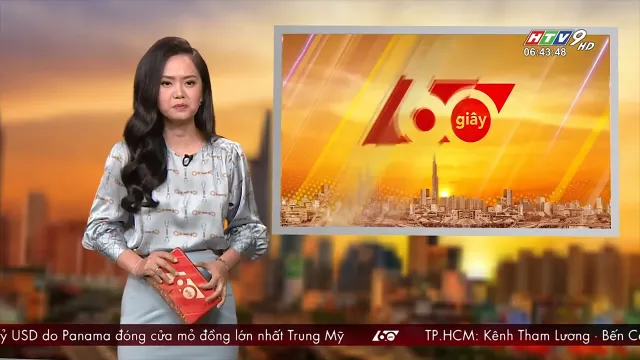 HTV9 HD
06:43:48
60 giây
ỷ USD do Panama đóng cửa mỏ đồng lớn nhất Trung Mỹ 60 TP.HCM: Kênh Tham Lương - Bến C